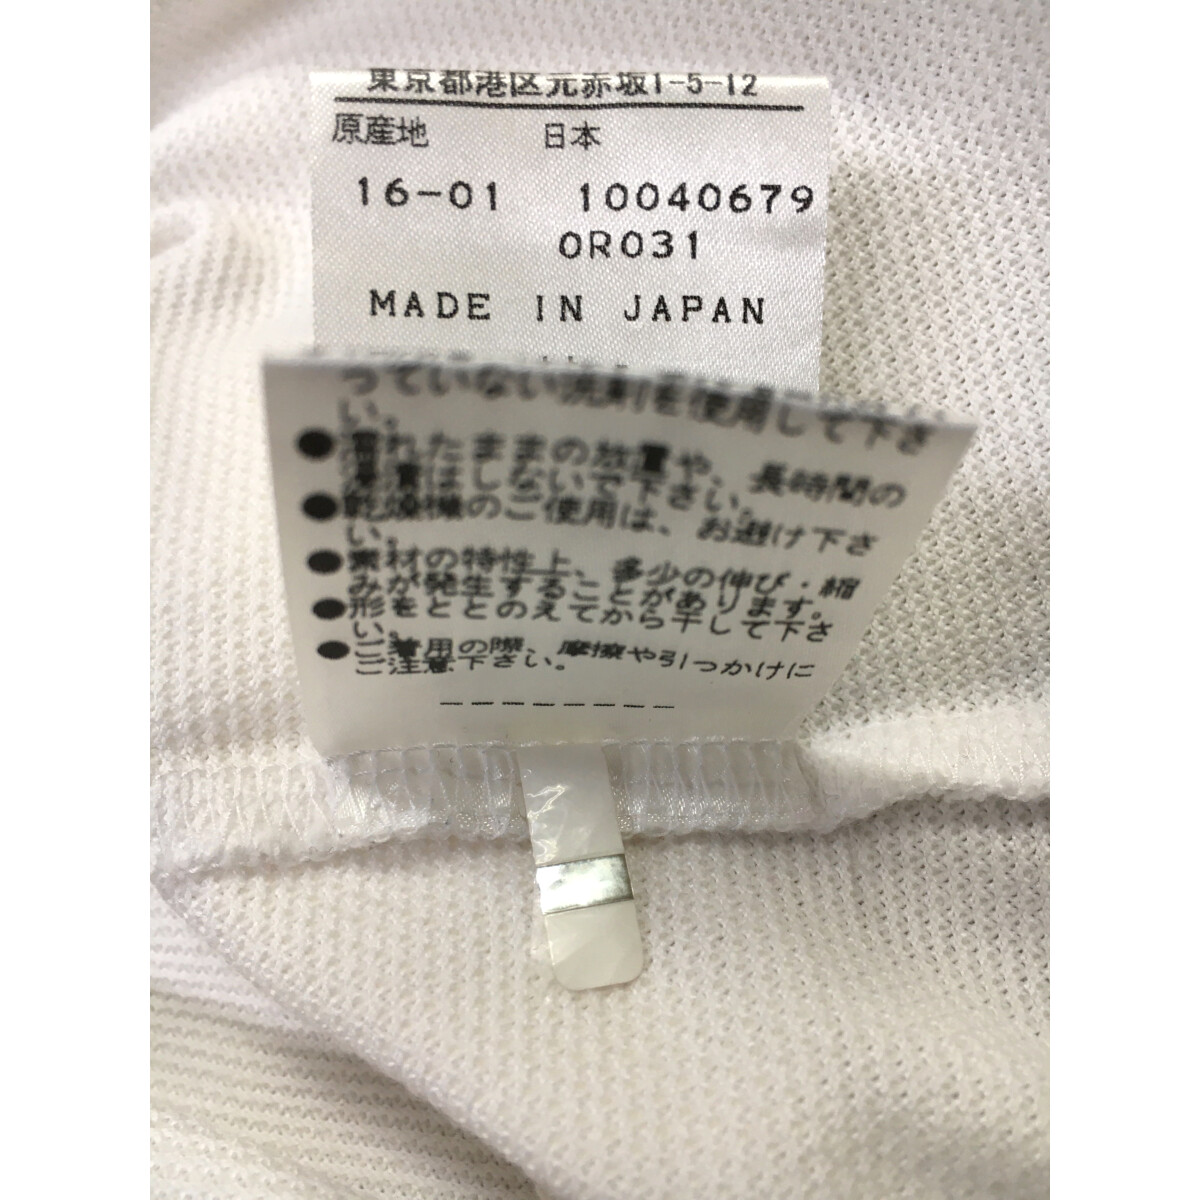 東京都港区元赤坂1-5-12
原産地 日本
16-01 10040679
0R031
MADE IN JAPAN
っていない洗剤を使用して下さ
い。
●濡れたままの放置や、長時間の
浸漬はしないで下さい。
●乾燥機のご使用は、お避け下さ
い。
●素材の特性上、多少の伸び・縮
みが発生することがあります。
●形をととのえてから干して下さ
い。
●ご着用の際、摩擦や引っかけに
ご注意下さい。
--------